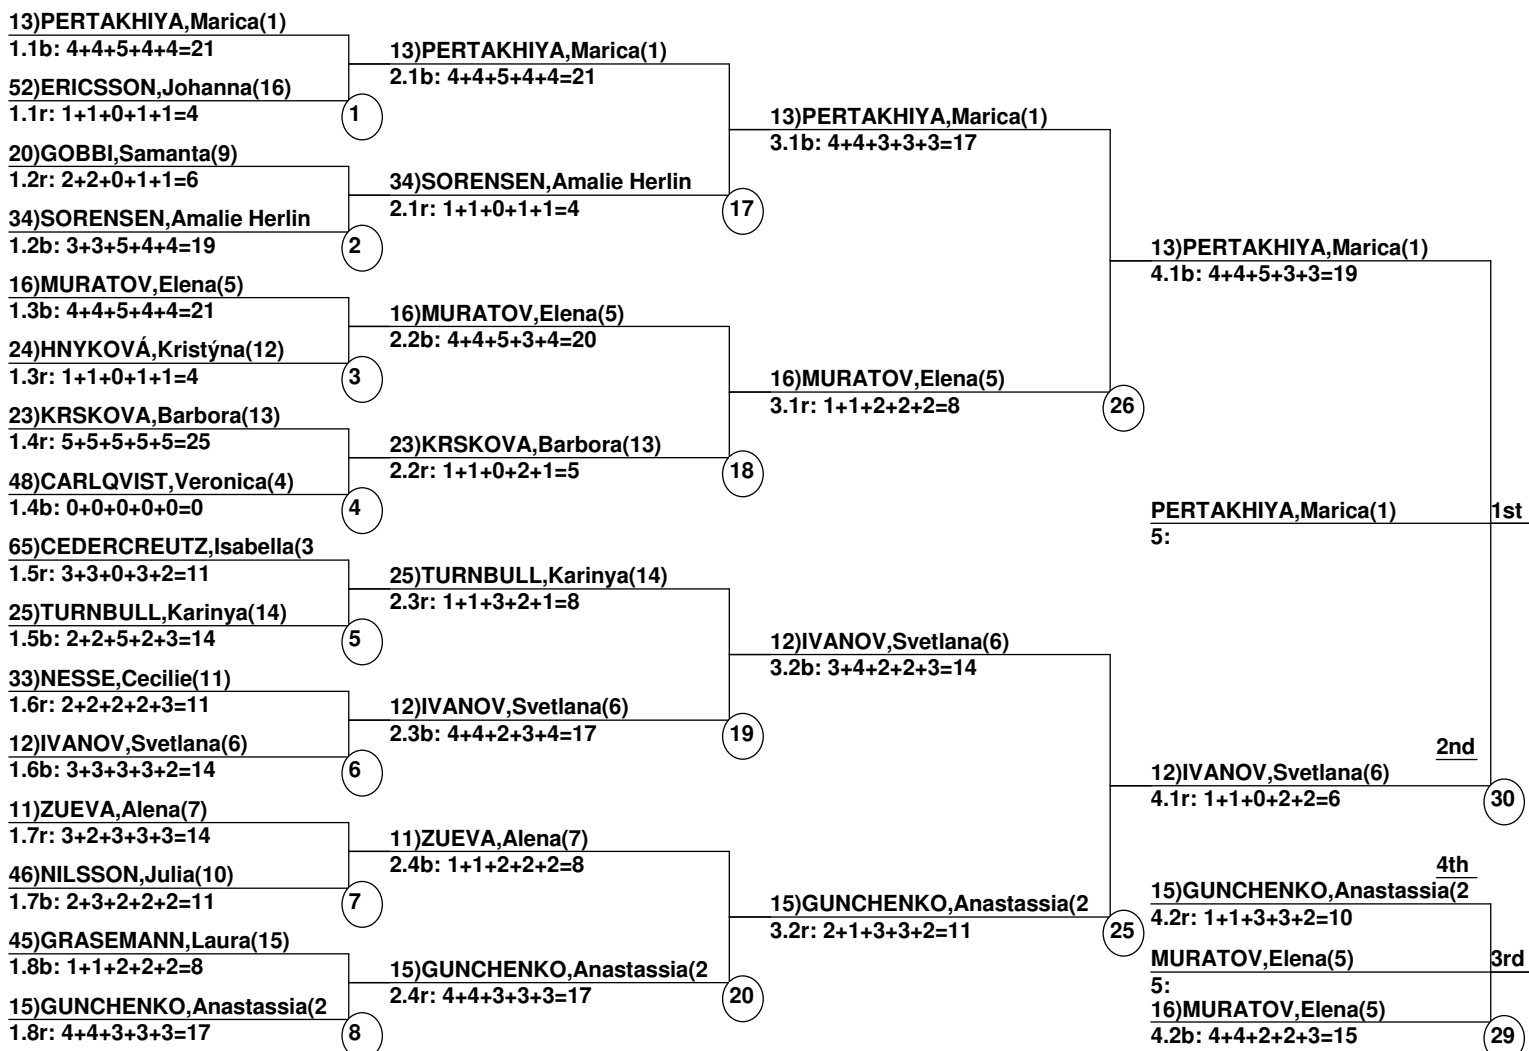 13)PERTAKHIYA,Marica(1)
1.1b: 4+4+5+4+4=21
52)ERICSSON,Johanna(16)
1.1r: 1+1+0+1+1=4
1
20)GOBBI,Samanta(9)
1.2r: 2+2+0+1+1=6
34)SORENSEN,Amalie Herlin
1.2b: 3+3+5+4+4=19
2
16)MURATOV,Elena(5)
1.3b: 4+4+5+4+4=21
24)HNYKOVÁ,Kristýna(12)
1.3r: 1+1+0+1+1=4
3
23)KRSKOVA,Barbora(13)
1.4r: 5+5+5+5+5=25
48)CARLQVIST,Veronica(4)
1.4b: 0+0+0+0+0=0
4
65)CEDERCREUTZ,Isabella(3
1.5r: 3+3+0+3+2=11
25)TURNBULL,Karinya(14)
1.5b: 2+2+5+2+3=14
5
33)NESSE,Cecilie(11)
1.6r: 2+2+2+2+3=11
12)IVANOV,Svetlana(6)
1.6b: 3+3+3+3+2=14
6
11)ZUEVA,Alena(7)
1.7r: 3+2+3+3+3=14
46)NILSSON,Julia(10)
1.7b: 2+3+2+2+2=11
7
45)GRASEMANN,Laura(15)
1.8b: 1+1+2+2+2=8
15)GUNCHENKO,Anastassia(2
1.8r: 4+4+3+3+3=17
8
13)PERTAKHIYA,Marica(1)
2.1b: 4+4+5+4+4=21
34)SORENSEN,Amalie Herlin
2.1r: 1+1+0+1+1=4
17
16)MURATOV,Elena(5)
2.2b: 4+4+5+3+4=20
23)KRSKOVA,Barbora(13)
2.2r: 1+1+0+2+1=5
18
25)TURNBULL,Karinya(14)
2.3r: 1+1+3+2+1=8
12)IVANOV,Svetlana(6)
2.3b: 4+4+2+3+4=17
19
11)ZUEVA,Alena(7)
2.4b: 1+1+2+2+2=8
15)GUNCHENKO,Anastassia(2
2.4r: 4+4+3+3+3=17
20
13)PERTAKHIYA,Marica(1)
3.1b: 4+4+3+3+3=17
16)MURATOV,Elena(5)
3.1r: 1+1+2+2+2=8
26
12)IVANOV,Svetlana(6)
3.2b: 3+4+2+2+3=14
15)GUNCHENKO,Anastassia(2
3.2r: 2+1+3+3+2=11
25
13)PERTAKHIYA,Marica(1)
4.1b: 4+4+5+3+3=19
PERTAKHIYA,Marica(1)
1st
5:
2nd
12)IVANOV,Svetlana(6)
4.1r: 1+1+0+2+2=6
30
4th
15)GUNCHENKO,Anastassia(2
4.2r: 1+1+3+3+2=10
MURATOV,Elena(5)
3rd
5:
16)MURATOV,Elena(5)
4.2b: 4+4+2+2+3=15
29